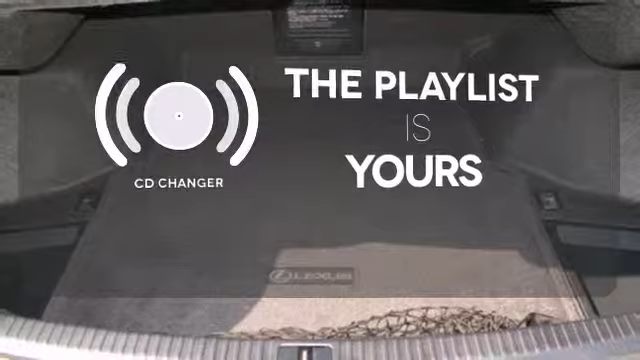 THE PLAYLIST
IS
YOURS
CD CHANGER
LEXUS